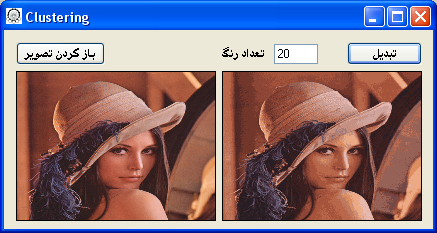 Clustering
باز کردن تصویر
تعداد رنگ
20
تبدیل